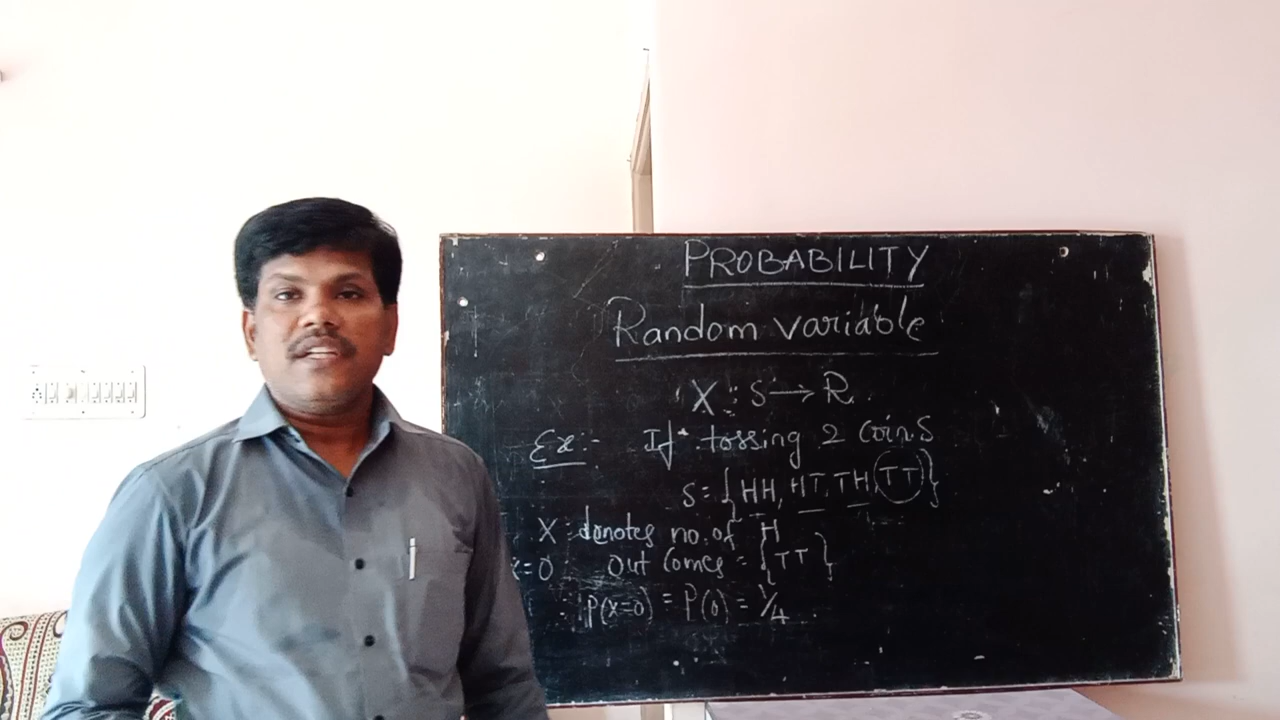 PROBABILITY
Random variable
X : S → R
Ex:- If tossing 2 coins
S = {HH, HT, TH, TT}
X : denotes no. of H
x=0 : Out Comes = {TT}
: P(x=0) = P(0) = 1/4